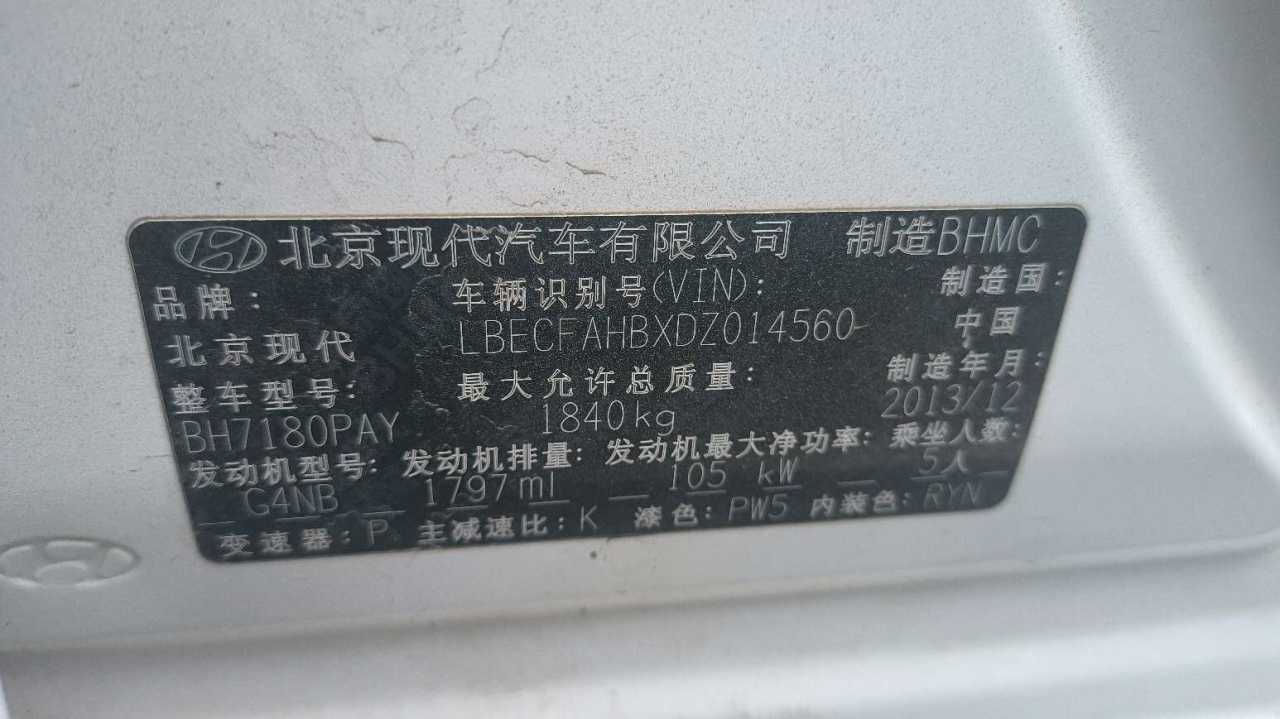 北京现代汽车有限公司 制造BHMC
品牌: 车辆识别号(VIN): 制造国:
北京现代 LBECFAHBXDZ014560 中国
整车型号: 最大允许总质量: 制造年月:
BH7180PAY 1840kg 2013/12
发动机型号: 发动机排量: 发动机最大净功率: 乘坐人数:
G4NB 1797ml 105 kW 5人
变速器: P 主减速比: K 漆色: PW5 内装色: RYN